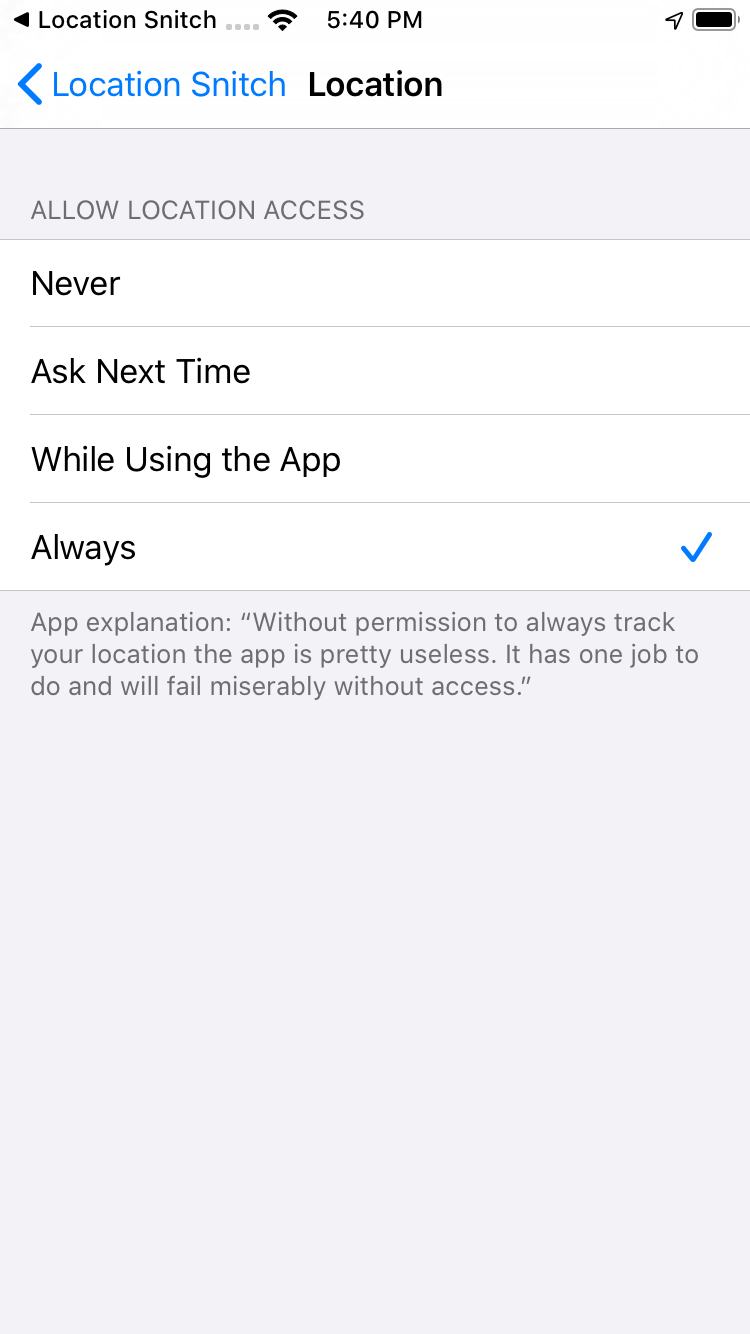 Location Snitch 5:40 PM
Location Snitch Location
ALLOW LOCATION ACCESS
Never
Ask Next Time
While Using the App
Always
App explanation: “Without permission to always track
your location the app is pretty useless. It has one job to
do and will fail miserably without access.”